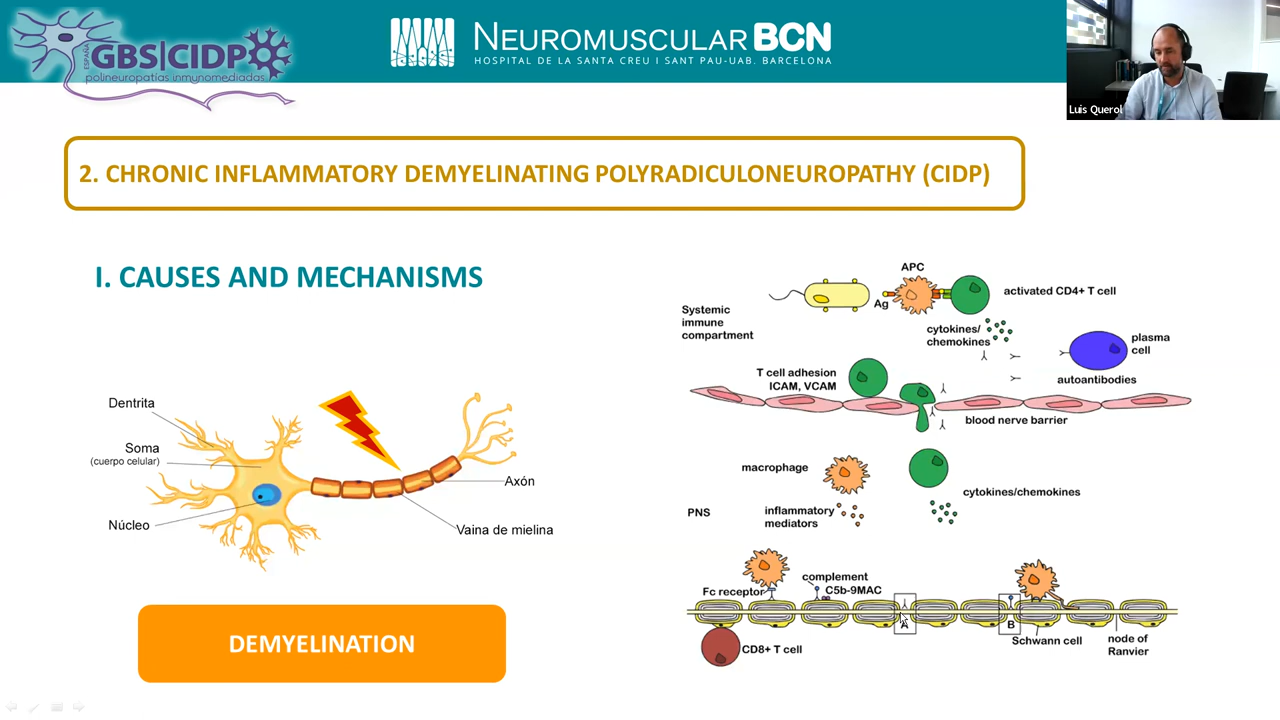 ESPAÑA
GBS|CIDP
polineuropatías inmunomediadas
NEUROMUSCULAR BCN
HOSPITAL DE LA SANTA CREU I SANT PAU-UAB. BARCELONA
Luis Querol
2. CHRONIC INFLAMMATORY DEMYELINATING POLYRADICULONEUROPATHY (CIDP)
I. CAUSES AND MECHANISMS
Dentrita
Soma
(cuerpo celular)
Núcleo
Axón
Vaina de mielina
DEMYELINATION
APC
Ag
activated CD4+ T cell
Systemic
immune
compartment
cytokines/
chemokines
plasma
cell
autoantibodies
T cell adhesion
ICAM, VCAM
blood nerve barrier
macrophage
cytokines/chemokines
PNS
inflammatory
mediators
complement
C5b-9MAC
Fc receptor
A
B
Schwann cell
node of
Ranvier
CD8+ T cell